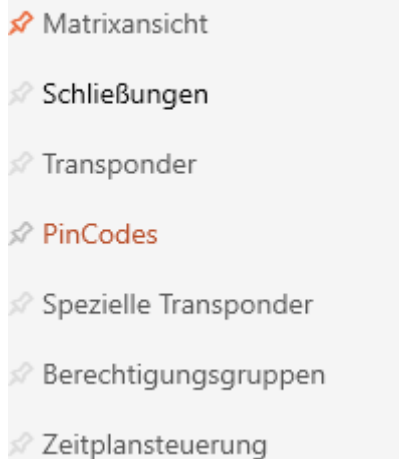 Matrixansicht
Schließungen
Transponder
PinCodes
Spezielle Transponder
Berechtigungsgruppen
Zeitplansteuerung